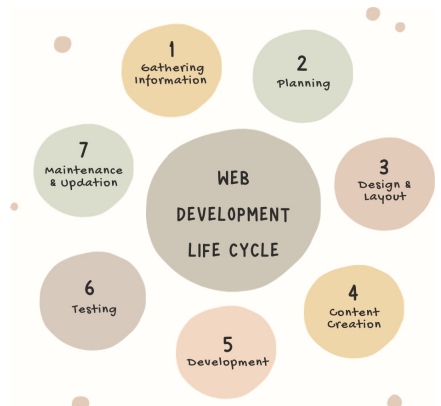 1
Gathering
Information
2
Planning
3
Design &
Layout
4
Content
Creation
5
Development
6
Testing
7
Maintenance
& Updation
WEB
DEVELOPMENT
LIFE CYCLE